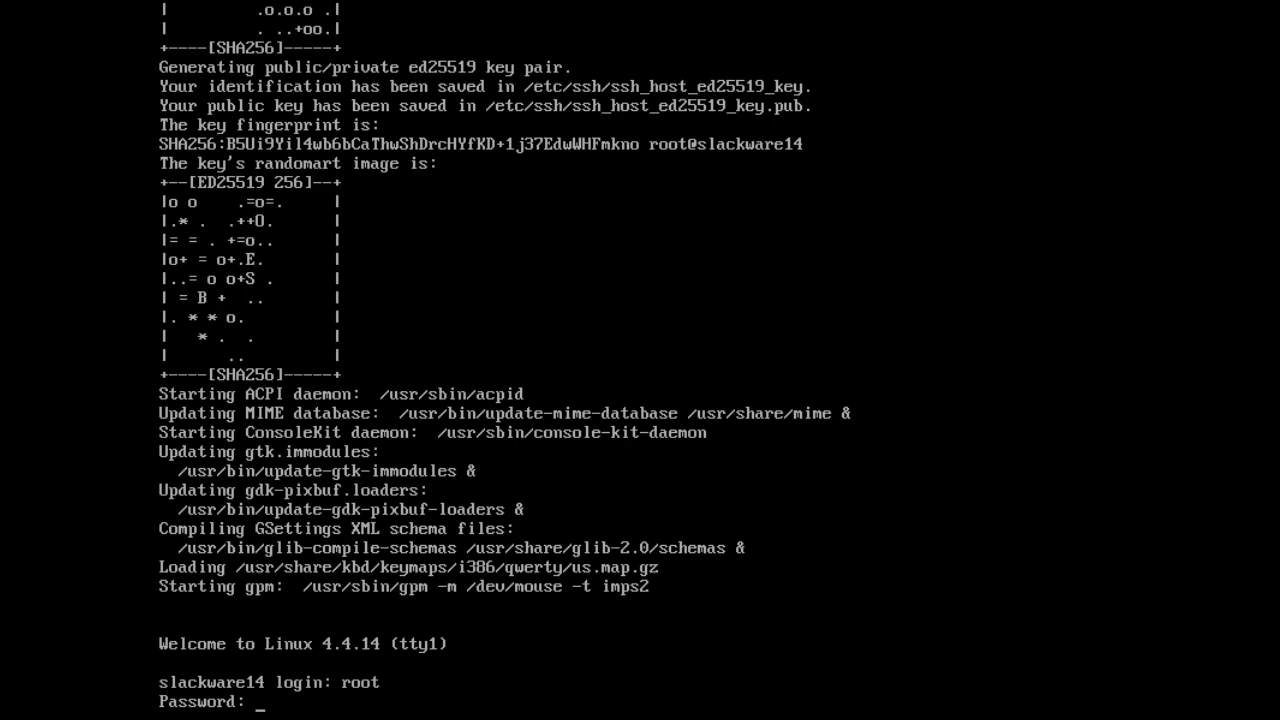 |         .o.o.o .|
|         . ..+oo.|
+----[SHA256]-----+
Generating public/private ed25519 key pair.
Your identification has been saved in /etc/ssh/ssh_host_ed25519_key.
Your public key has been saved in /etc/ssh/ssh_host_ed25519_key.pub.
The key fingerprint is:
SHA256:B5Ui9Yil4wb6bCaThwShDrcHYfKD+1j37EdwWHFmkno root@slackware14
The key's randomart image is:
+--[ED25519 256]--+
|o o    .=o=.     |
|.* .  .++O.      |
|= = . +=o..      |
|o+ = o+.E.       |
|..= o o+S .      |
| = B +  ..       |
|. * * o.         |
|   * .  .        |
|      ..         |
+----[SHA256]-----+
Starting ACPI daemon:  /usr/sbin/acpid
Updating MIME database:  /usr/bin/update-mime-database /usr/share/mime &
Starting ConsoleKit daemon:  /usr/sbin/console-kit-daemon
Updating gtk.immodules:
  /usr/bin/update-gtk-immodules &
Updating gdk-pixbuf.loaders:
  /usr/bin/update-gdk-pixbuf-loaders &
Compiling GSettings XML schema files:
  /usr/bin/glib-compile-schemas /usr/share/glib-2.0/schemas &
Loading /usr/share/kbd/keymaps/i386/qwerty/us.map.gz
Starting gpm:  /usr/sbin/gpm -m /dev/mouse -t imps2
Welcome to Linux 4.4.14 (tty1)
slackware14 login: root
Password: _